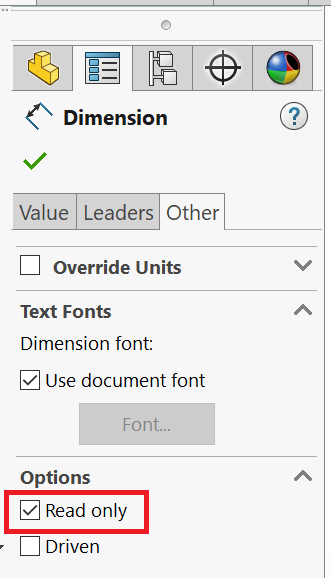 Dimension
?
Value Leaders Other
Override Units
Text Fonts
Dimension font:
Use document font
Font...
Options
Read only
Driven